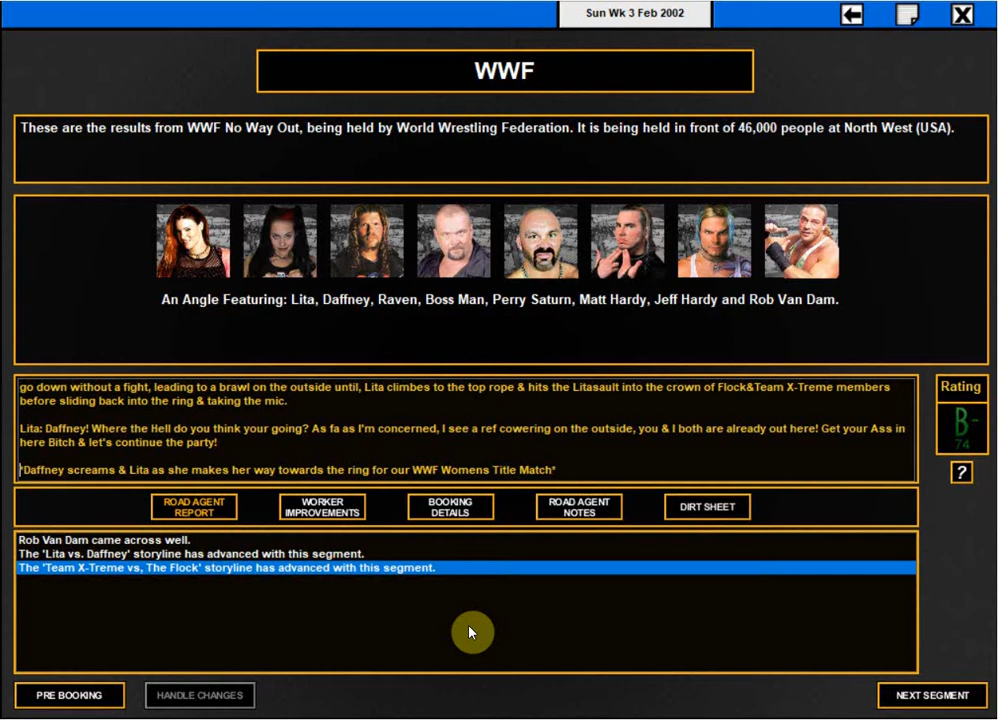 Sun Wk 3 Feb 2002
WWF
These are the results from WWF No Way Out, being held by World Wrestling Federation. It is being held in front of 46,000 people at North West (USA).
An Angle Featuring: Lita, Daffney, Raven, Boss Man, Perry Saturn, Matt Hardy, Jeff Hardy and Rob Van Dam.
go down without a fight, leading to a brawl on the outside until, Lita climbes to the top rope & hits the Litasault into the crown of Flock&Team X-Treme members
before sliding back into the ring & taking the mic.
Lita: Daffney! Where the Hell do you think your going? As fa as I'm concerned, I see a ref cowering on the outside, you & I both are already out here! Get your Ass in
here Bitch & let's continue the party!
*Daffney screams & Lita as she makes her way towards the ring for our WWF Womens Title Match*
Rating
B-
74
?
ROAD AGENT
REPORT
WORKER
IMPROVEMENTS
BOOKING
DETAILS
ROAD AGENT
NOTES
DIRT SHEET
Rob Van Dam came across well.
The 'Lita vs. Daffney' storyline has advanced with this segment.
The 'Team X-Treme vs, The Flock' storyline has advanced with this segment.
PRE BOOKING
HANDLE CHANGES
NEXT SEGMENT